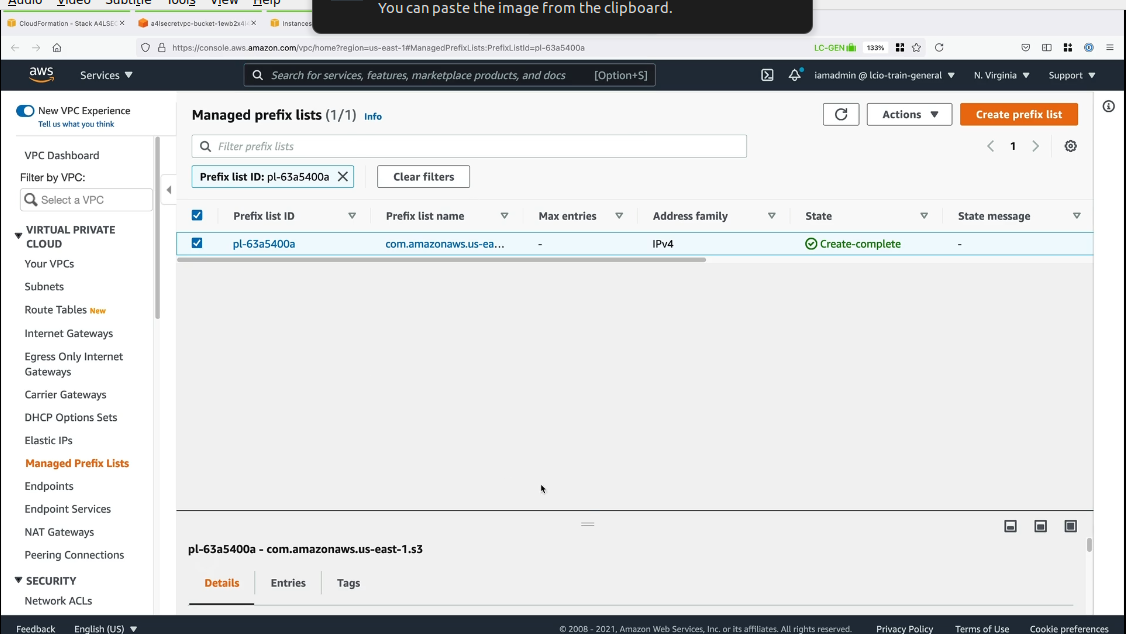 Audio Video Subtitle Tools View Help
You can paste the image from the clipboard.
CloudFormation - Stack A4LSEC
a4lsecretvpc-bucket-1ewb2x4
Instances
https://console.aws.amazon.com/vpc/home?region=us-east-1#ManagedPrefixLists:PrefixListId=pl-63a5400a
LC-GEN
133%
aws
Services ▼
Search for services, features, marketplace products, and docs [Option+S]
iamadmin @ lcio-train-general ▼
N. Virginia ▼
Support ▼
New VPC Experience
Tell us what you think
VPC Dashboard
Filter by VPC:
Select a VPC
VIRTUAL PRIVATE
CLOUD
Your VPCs
Subnets
Route Tables New
Internet Gateways
Egress Only Internet
Gateways
Carrier Gateways
DHCP Options Sets
Elastic IPs
Managed Prefix Lists
Endpoints
Endpoint Services
NAT Gateways
Peering Connections
SECURITY
Network ACLs
Managed prefix lists (1/1) Info
Actions ▼
Create prefix list
Filter prefix lists
1
Prefix list ID: pl-63a5400a
Clear filters
Prefix list ID Prefix list name Max entries Address family State State message
pl-63a5400a com.amazonaws.us-ea... - IPv4 Create-complete -
pl-63a5400a - com.amazonaws.us-east-1.s3
Details Entries Tags
Feedback English (US) ▼ © 2008 - 2021, Amazon Web Services, Inc. or its affiliates. All rights reserved. Privacy Policy Terms of Use Cookie preferences